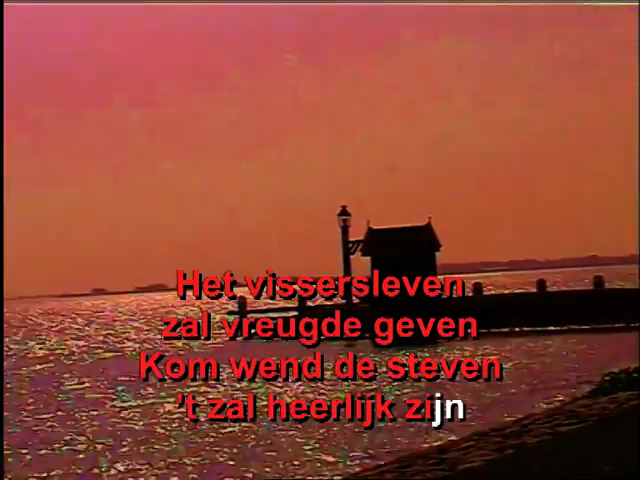 Het vissersleven
zal vreugde geven
Kom wend de steven
't zal heerlijk zijn